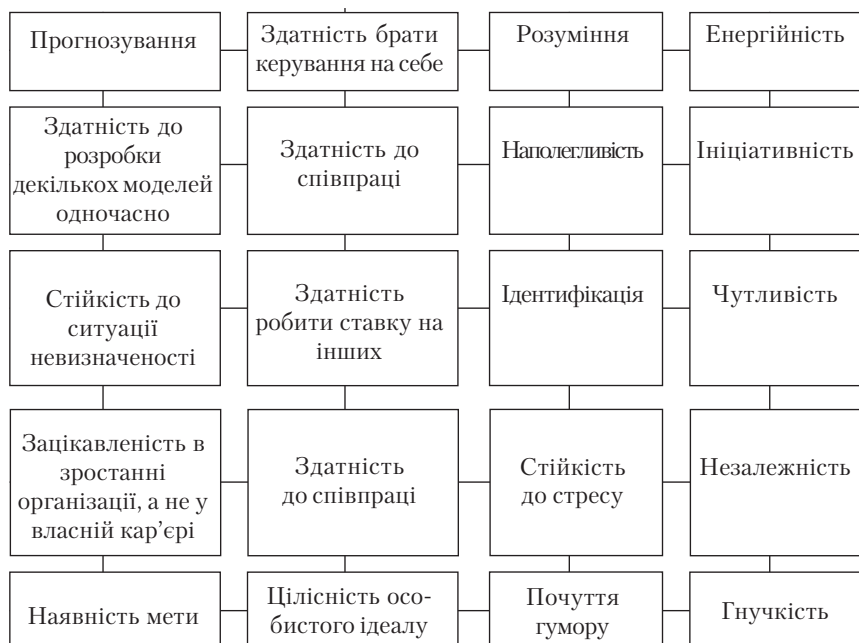 Прогнозування
Здатність брати
керування на себе
Розуміння
Енергійність
Здатність до
розробки
декількох моделей
одночасно
Здатність до
співпраці
Наполегливість
Ініціативність
Стійкість до
ситуації
невизначеності
Здатність
робити ставку на
інших
Ідентифікація
Чутливість
Зацікавленість в
зростанні
організації, а не у
власній кар’єрі
Здатність
до співпраці
Стійкість
до стресу
Незалежність
Наявність мети
Цілісність осо-
бистого ідеалу
Почуття
гумору
Гнучкість